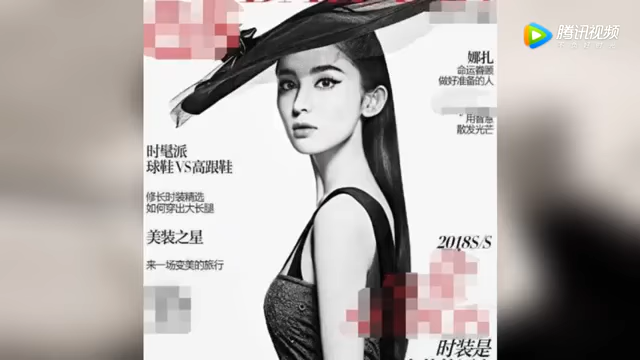 腾讯视频
娜扎
命运眷顾
做好准备的人
"用智慧
散发光芒
时髦派
球鞋VS高跟鞋
修长时装精选
如何穿出大长腿
美装之星
来一场变美的旅行
2018S/S
时装是